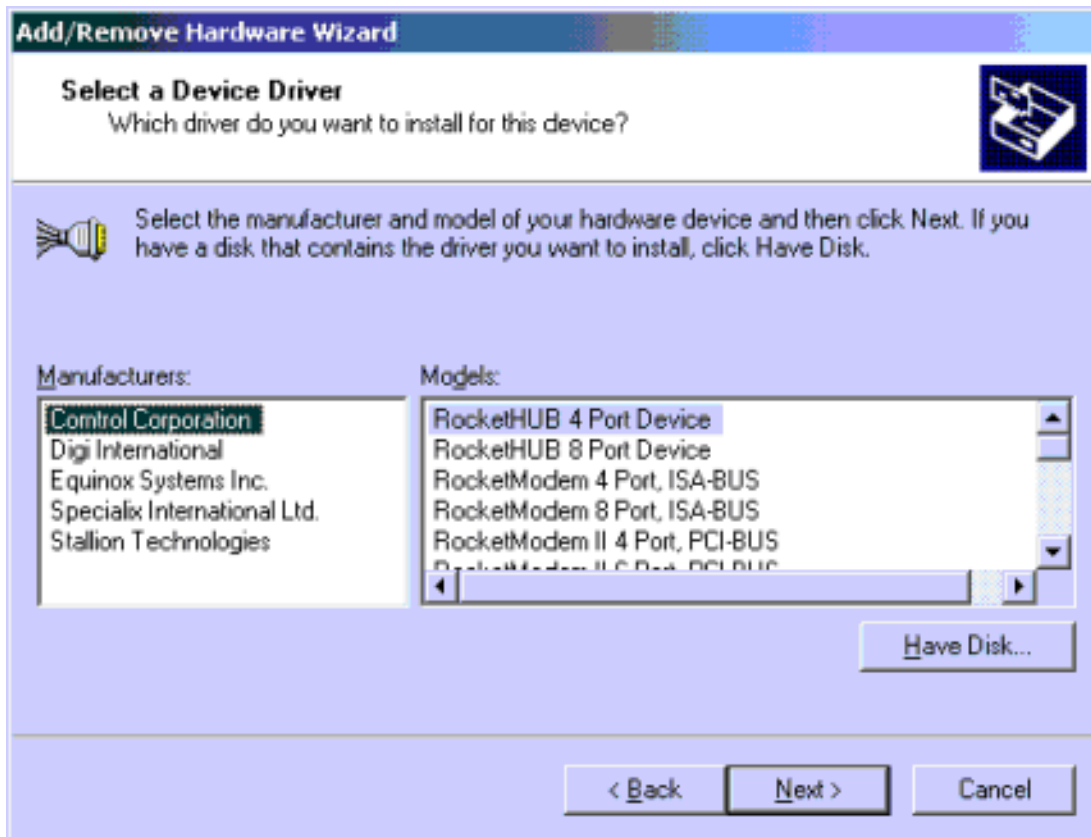 Add/Remove Hardware Wizard
Select a Device Driver
Which driver do you want to install for this device?
Select the manufacturer and model of your hardware device and then click Next. If you
have a disk that contains the driver you want to install, click Have Disk.
Manufacturers:
Comtrol Corporation
Digi International
Equinox Systems Inc.
Specialix International Ltd.
Stallion Technologies
Models:
RocketHUB 4 Port Device
RocketHUB 8 Port Device
RocketModem 4 Port, ISA-BUS
RocketModem 8 Port, ISA-BUS
RocketModem II 4 Port, PCI-BUS
Have Disk...
< Back
Next >
Cancel